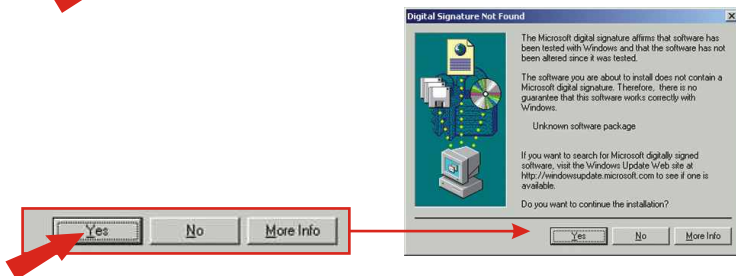 Digital Signature Not Found
The Microsoft digital signature affirms that software has
been tested with Windows and that the software has not
been altered since it was tested.
The software you are about to install does not contain a
Microsoft digital signature. Therefore, there is no
guarantee that this software works correctly with
Windows.
Unknown software package
If you want to search for Microsoft digitally signed
software, visit the Windows Update Web site at
http://windowsupdate.microsoft.com to see if one is
available.
Do you want to continue the installation?
Yes No More Info
Yes No More Info